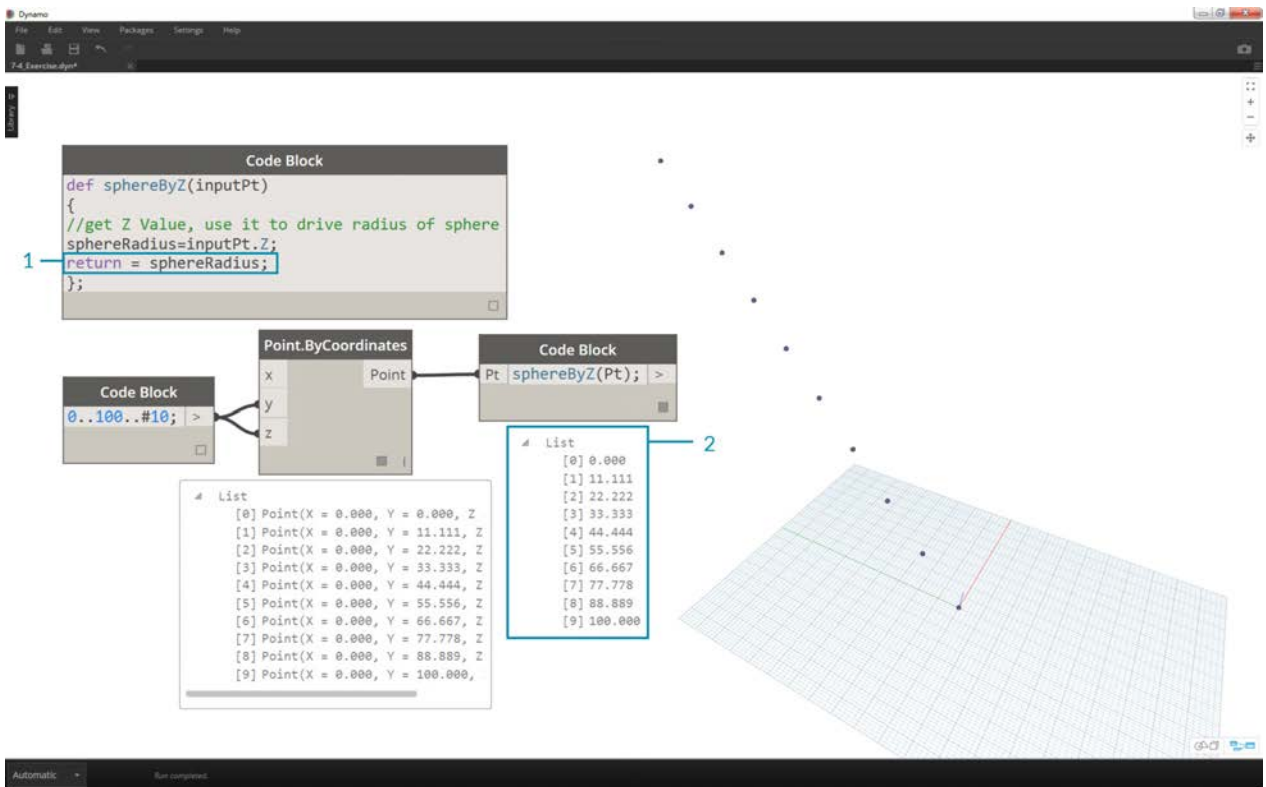 Dynamo
File Edit View Packages Settings Help
7-4_Exercise.dyn*
Library
Code Block
def sphereByZ(inputPt)
{
//get Z Value, use it to drive radius of sphere
sphereRadius=inputPt.Z;
1
return = sphereRadius;
};
Point.ByCoordinates
x Point
y
z
Code Block
Pt sphereByZ(Pt); >
Code Block
0..100..#10; >
List
[0] Point(X = 0.000, Y = 0.000, Z
[1] Point(X = 0.000, Y = 11.111, Z
[2] Point(X = 0.000, Y = 22.222, Z
[3] Point(X = 0.000, Y = 33.333, Z
[4] Point(X = 0.000, Y = 44.444, Z
[5] Point(X = 0.000, Y = 55.556, Z
[6] Point(X = 0.000, Y = 66.667, Z
[7] Point(X = 0.000, Y = 77.778, Z
[8] Point(X = 0.000, Y = 88.889, Z
[9] Point(X = 0.000, Y = 100.000,
2
List
[0] 0.000
[1] 11.111
[2] 22.222
[3] 33.333
[4] 44.444
[5] 55.556
[6] 66.667
[7] 77.778
[8] 88.889
[9] 100.000
Automatic
Run completed.